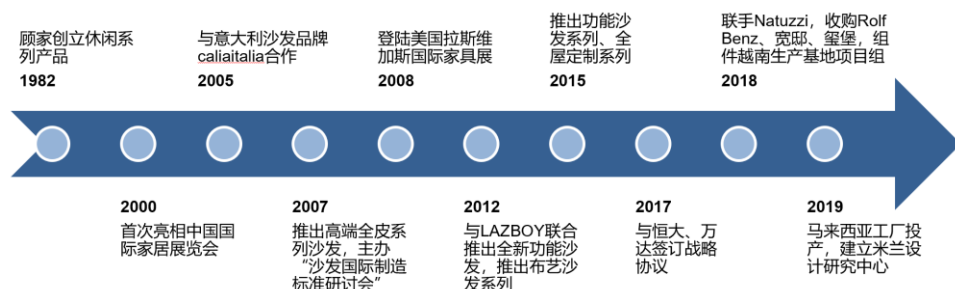 顾家创立休闲系
列产品
1982
与意大利沙发品牌
caliaitalia合作
2005
登陆美国拉斯维
加斯国际家具展
2008
推出功能沙
发系列、全
屋定制系列
2015
联手Natuzzi，收购Rolf
Benz、宽邸、玺堡，组
件越南生产基地项目组
2018
2000
首次亮相中国国
际家居展览会
2007
推出高端全皮系
列沙发，主办
“沙发国际制造
标准研讨会”
2012
与LAZBOY联合
推出全新功能沙
发，推出布艺沙
发系列
2017
与恒大、万
达签订战略
协议
2019
马来西亚工厂投
产，建立米兰设
计研究中心